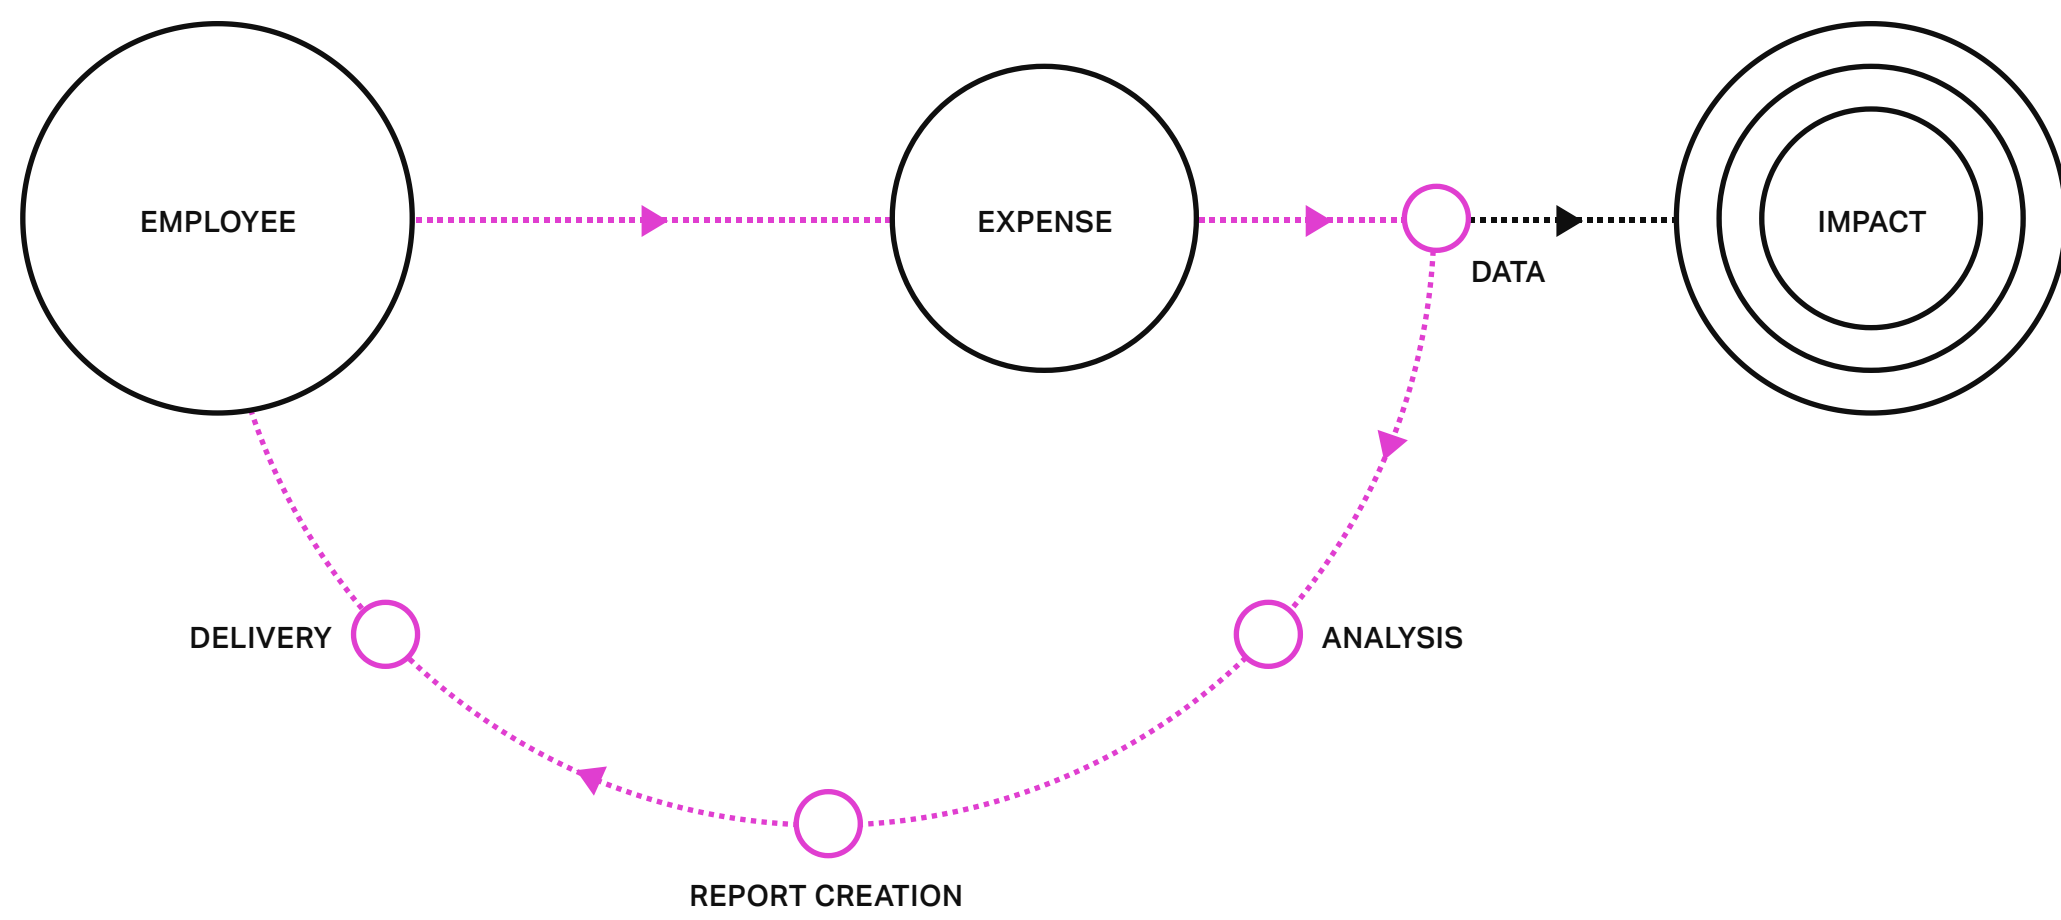 EMPLOYEE
EXPENSE
IMPACT
DATA
DELIVERY
ANALYSIS
REPORT CREATION